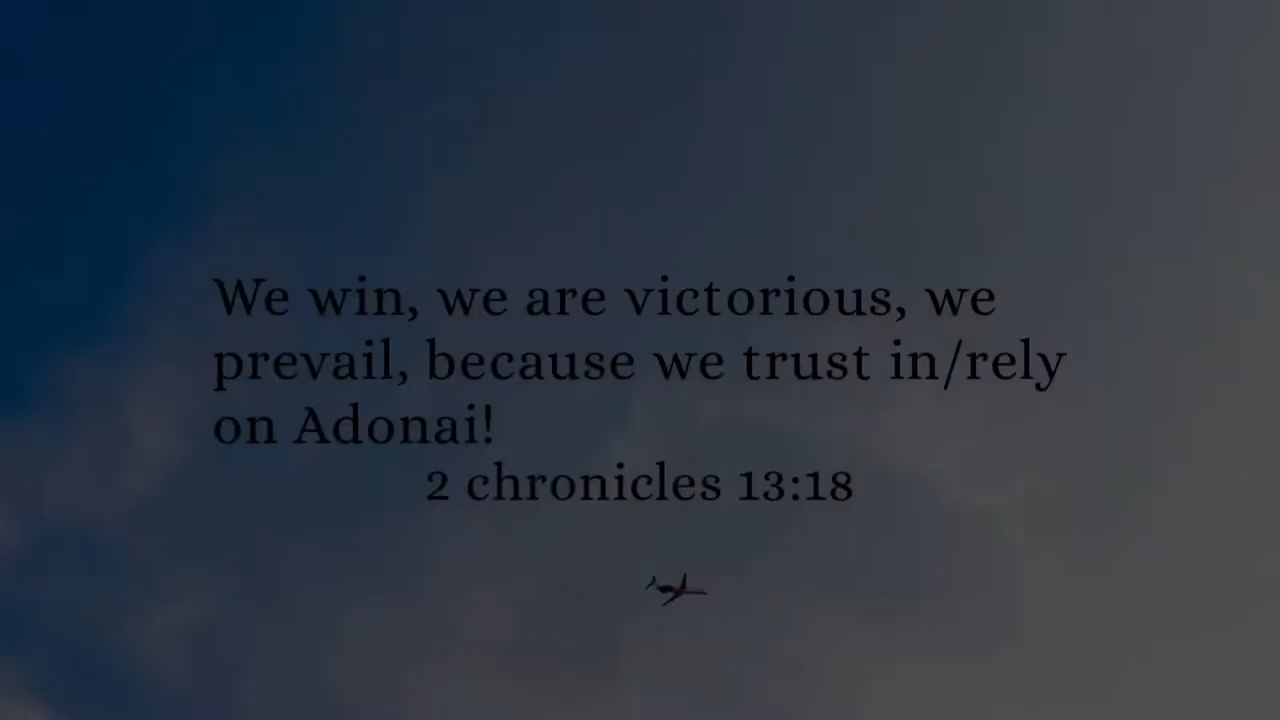 We win, we are victorious, we
prevail, because we trust in/rely
on Adonai!
2 chronicles 13:18